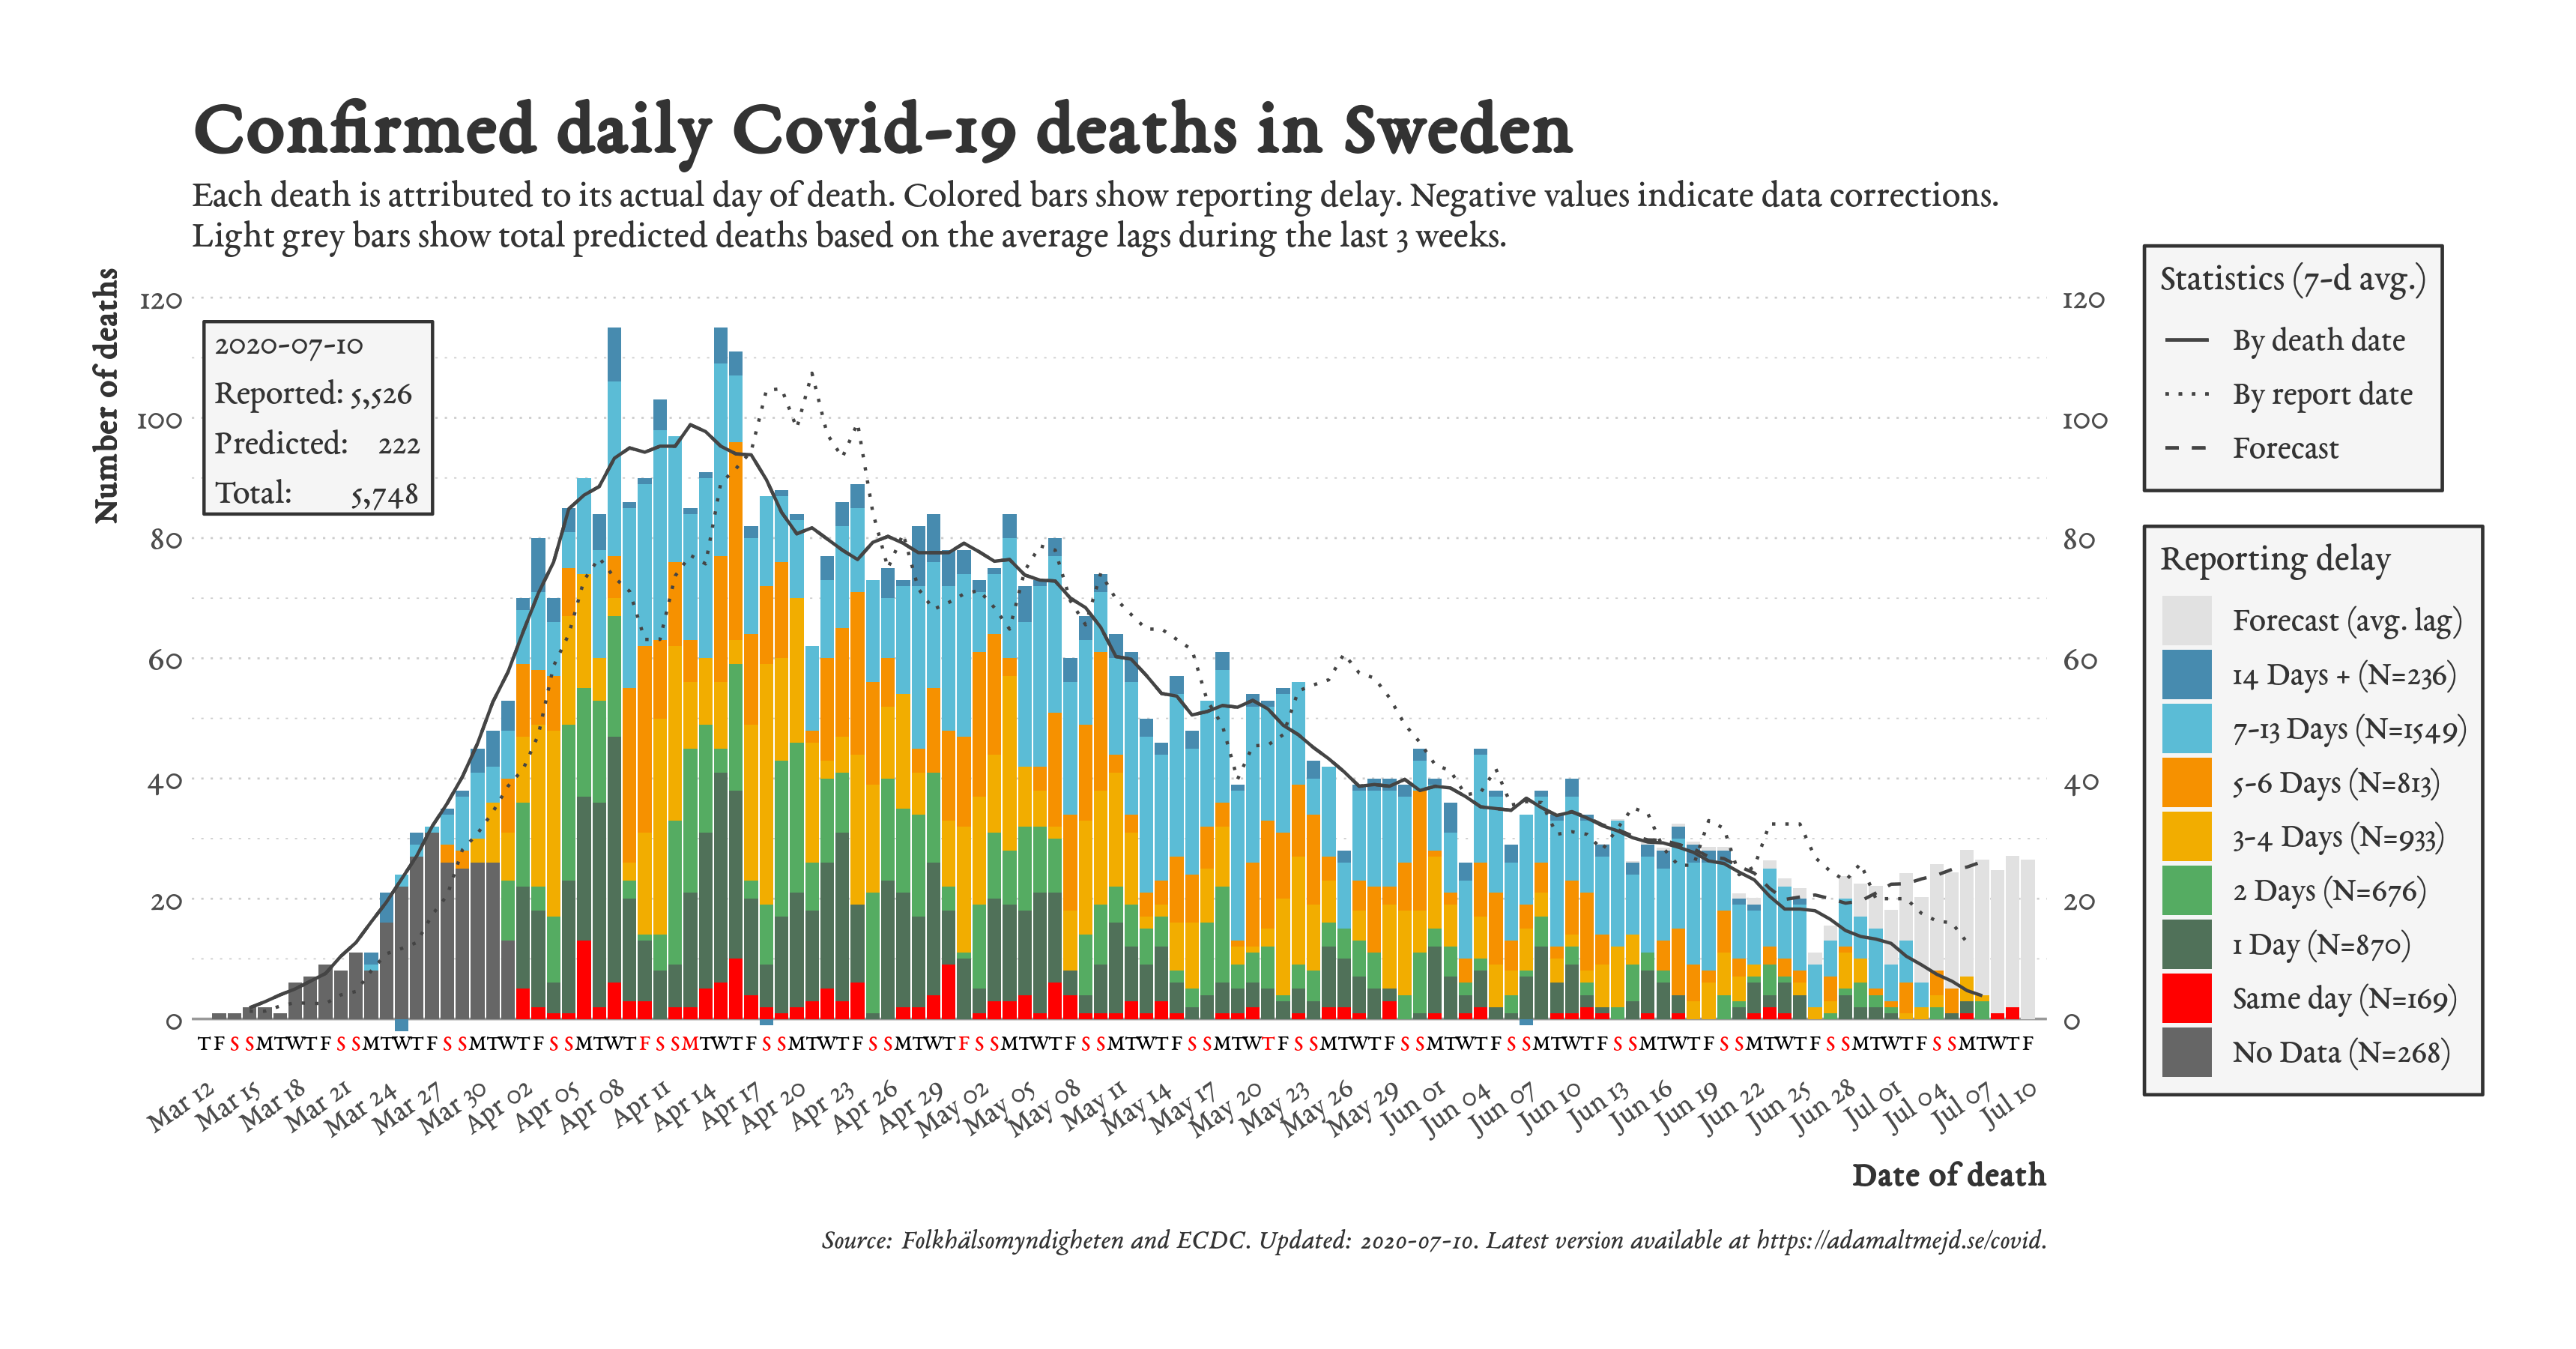 Confirmed daily Covid-19 deaths in Sweden
Each death is attributed to its actual day of death. Colored bars show reporting delay. Negative values indicate data corrections.
Light grey bars show total predicted deaths based on the average lags during the last 3 weeks.
Number of deaths
120
100
80
60
40
20
0
2020-07-10
Reported: 5,526
Predicted: 222
Total: 5,748
120
100
80
60
40
20
0
T F S S M T W T F S S M T W T F S S M T W T F S S M T W T F S S M T W T F S S M T W T F S S M T W T F S S M T W T F S S M T W T F S S M T W T F S S M T W T F S S M T W T F S S M T W T F S S M T W T F S S M T W T F S S M T W T F S S M T W T F S S M T W T F
Mar 12
Mar 15
Mar 18
Mar 21
Mar 24
Mar 27
Mar 30
Apr 02
Apr 05
Apr 08
Apr 11
Apr 14
Apr 17
Apr 20
Apr 23
Apr 26
Apr 29
May 02
May 05
May 08
May 11
May 14
May 17
May 20
May 23
May 26
May 29
Jun 01
Jun 04
Jun 07
Jun 10
Jun 13
Jun 16
Jun 19
Jun 22
Jun 25
Jun 28
Jul 01
Jul 04
Jul 07
Jul 10
Date of death
Statistics (7-d avg.)
By death date
By report date
Forecast
Reporting delay
Forecast (avg. lag)
14 Days + (N=236)
7-13 Days (N=1549)
5-6 Days (N=813)
3-4 Days (N=933)
2 Days (N=676)
1 Day (N=870)
Same day (N=169)
No Data (N=268)
Source: Folkhälsomyndigheten and ECDC. Updated: 2020-07-10. Latest version available at https://adamaltmejd.se/covid.